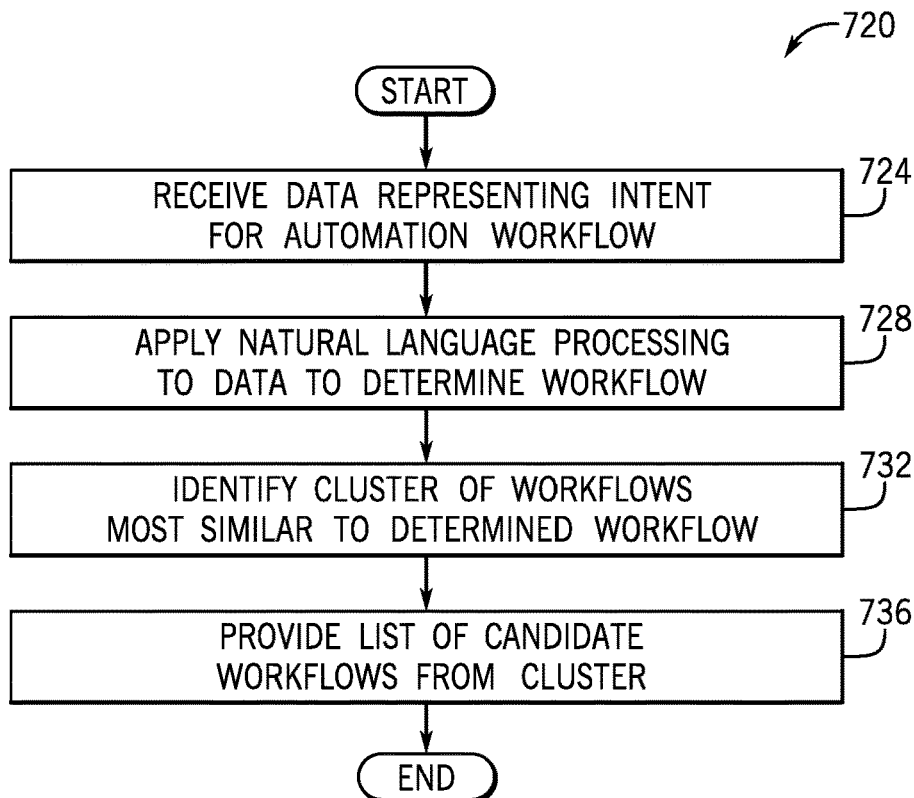 720
START
RECEIVE DATA REPRESENTING INTENT
FOR AUTOMATION WORKFLOW
724
APPLY NATURAL LANGUAGE PROCESSING
TO DATA TO DETERMINE WORKFLOW
728
IDENTIFY CLUSTER OF WORKFLOWS
MOST SIMILAR TO DETERMINED WORKFLOW
732
PROVIDE LIST OF CANDIDATE
WORKFLOWS FROM CLUSTER
736
END